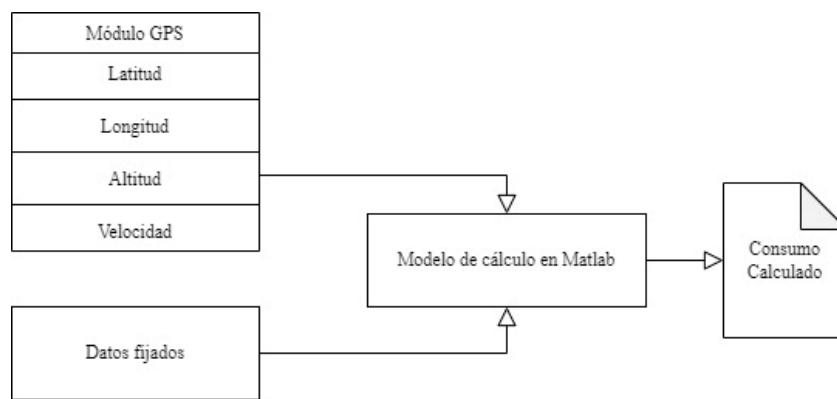 Módulo GPS
Latitud
Longitud
Altitud
Velocidad
Datos fijados
Modelo de cálculo en Matlab
Consumo
Calculado